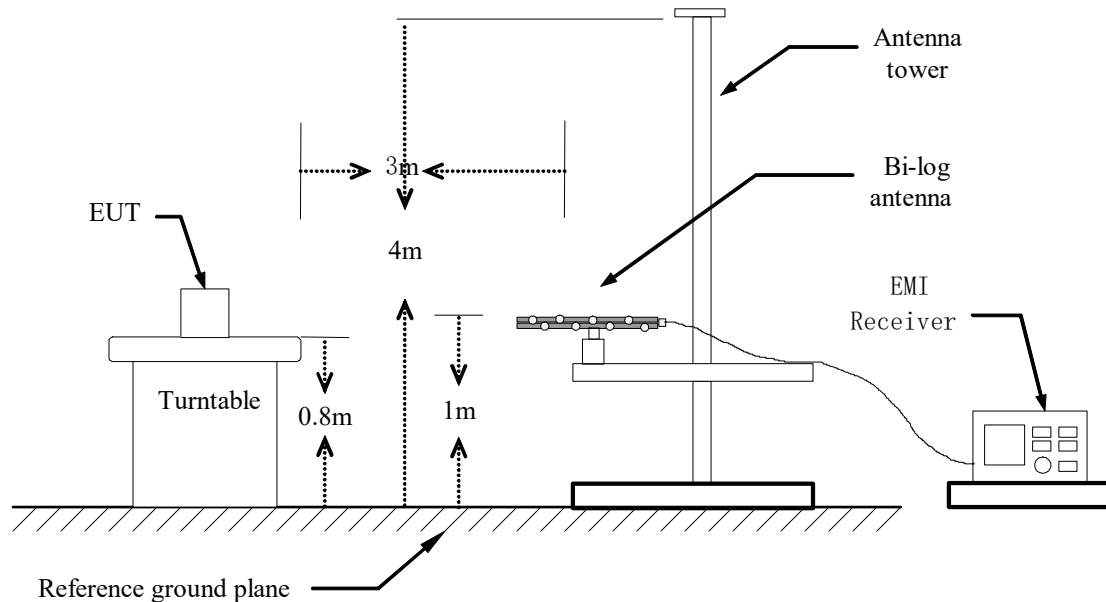 Antenna
tower
3m
Bi-log
antenna
EUT
4m
EMI
Receiver
Turntable
0.8m
1m
Reference ground plane